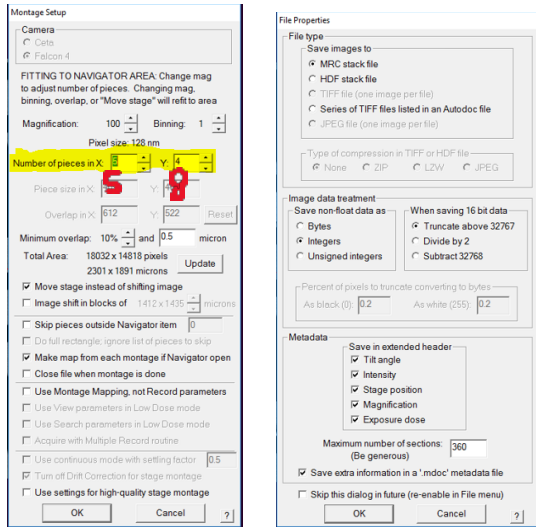 Montage Setup
Camera
Ceta
Falcon 4
FITTING TO NAVIGATOR AREA: Change mag
to adjust number of pieces. Changing mag,
binning, overlap, or "Move stage" will refit to area
Magnification: 100 Binning: 1
Pixel size: 128 nm
Number of pieces in X: 5 Y: 4
5 8
Piece size in X: Y:
Overlap in X: 612 Y: 522 Reset
Minimum overlap: 10% and 0.5 micron
Total Area: 18032 x 14818 pixels
2301 x 1891 microns Update
Move stage instead of shifting image
Image shift in blocks of 1412 x 1435 microns
Skip pieces outside Navigator item 0
Do full rectangle; ignore list of pieces to skip
Make map from each montage if Navigator open
Close file when montage is done
Use Montage Mapping, not Record parameters
Use View parameters in Low Dose mode
Use Search parameters in Low Dose mode
Acquire with Multiple Record routine
Use continuous mode with settling factor 0.5
Turn off Drift Correction for stage montage
Use settings for high-quality stage montage
OK Cancel ?
File Properties
File type
Save images to
MRC stack file
HDF stack file
TIFF file (one image per file)
Series of TIFF files listed in an Autodoc file
JPEG file (one image per file)
Type of compression in TIFF or HDF file
None ZIP LZW JPEG
Image data treatment
Save non-float data as When saving 16 bit data
Bytes Truncate above 32767
Integers Divide by 2
Unsigned integers Subtract 32768
Percent of pixels to truncate converting to bytes
As black (0): 0.2 As white (255): 0.2
Metadata
Save in extended header
Tilt angle
Intensity
Stage position
Magnification
Exposure dose
Maximum number of sections: 360
(Be generous)
Save extra information in a '.mdoc' metadata file
Skip this dialog in future (re-enable in File menu)
OK Cancel ?